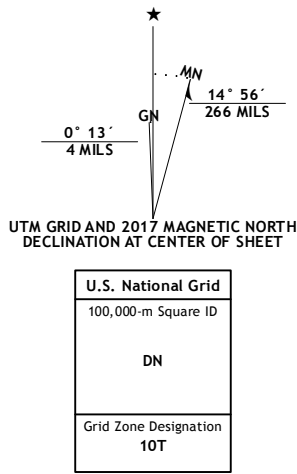 ★
MN
GN
14° 56´
266 MILS
0° 13´
4 MILS
UTM GRID AND 2017 MAGNETIC NORTH
DECLINATION AT CENTER OF SHEET
U.S. National Grid
100,000-m Square ID
DN
Grid Zone Designation
10T